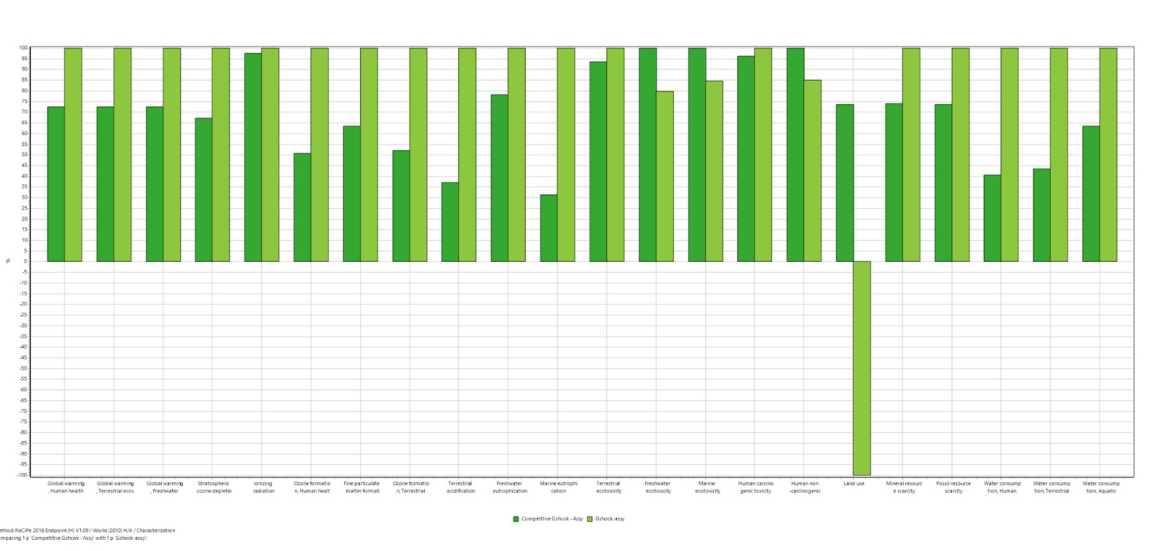 100
95
90
85
80
75
70
65
60
55
50
45
40
35
30
25
20
15
10
5
0
-5
-10
-15
-20
-25
-30
-35
-40
-45
-50
-55
-60
-65
-70
-75
-80
-85
-90
-95
-100
%
Global warming
, Human health
Global warming
, Terrestrial ecos
Global warming
, Freshwater
Stratospheric
ozone depletio
Ionizing
radiation
Ozone formatio
n, Human healt
Fine particulate
matter formati
Ozone formatio
n, Terrestrial
Terrestrial
acidification
Freshwater
eutrophication
Marine eutrophi
cation
Terrestrial
ecotoxicity
Freshwater
ecotoxicity
Marine
ecotoxicity
Human carcino
genic toxicity
Human non
-carcinogenic
Land use
Mineral resourc
e scarcity
Fossil resource
scarcity
Water consump
tion, Human
Water consump
tion, Terrestrial
Water consump
tion, Aquatic
Competitive Gshcok - Assy
Gshock-assy
ethod: ReCiPe 2016 Endpoint (H) V1.09 / World (2010) H/A / Characterization
omparing 1 p 'Competitive Gshcok - Assy' with 1 p 'Gshock-assy';